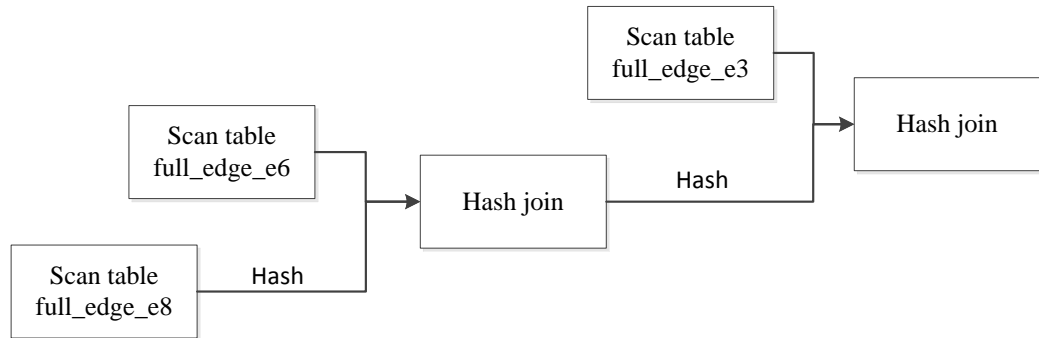 Scan table
full_edge_e3
Hash join
Scan table
full_edge_e6
Hash
Hash join
Scan table
full_edge_e8
Hash